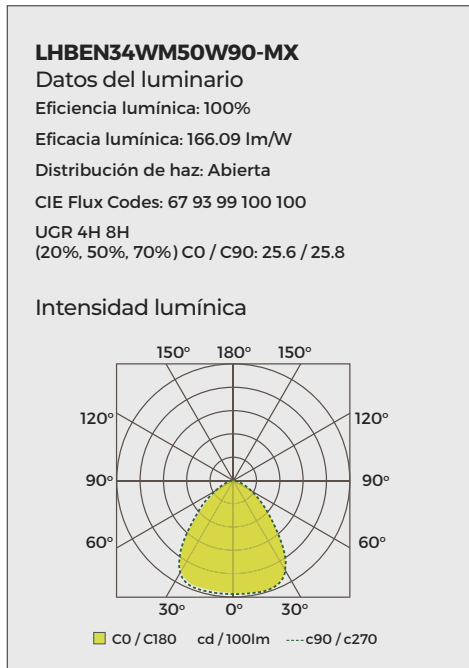 LHBEN34WM50W90-MX
Datos del luminario
Eficiencia lumínica: 100%
Eficacia lumínica: 166.09 lm/W
Distribución de haz: Abierta
CIE Flux Codes: 67 93 99 100 100
UGR 4H 8H
(20%, 50%, 70%) C0 / C90: 25.6 / 25.8
Intensidad lumínica
150° 180° 150°
120° 120°
90° 90°
60° 60°
30° 0° 30°
C0 / C180 cd / 100lm c90 / c270